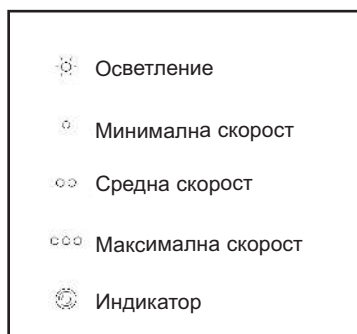 Осветление
Минимална скорост
Средна скорост
Максимална скорост
Индикатор